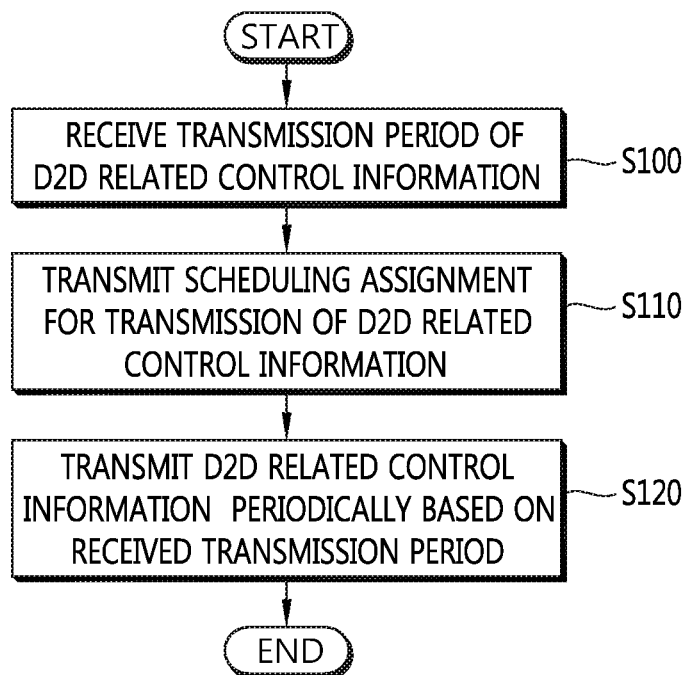 START
RECEIVE TRANSMISSION PERIOD OF
D2D RELATED CONTROL INFORMATION
S100
TRANSMIT SCHEDULING ASSIGNMENT
FOR TRANSMISSION OF D2D RELATED
CONTROL INFORMATION
S110
TRANSMIT D2D RELATED CONTROL
INFORMATION PERIODICALLY BASED ON
RECEIVED TRANSMISSION PERIOD
S120
END